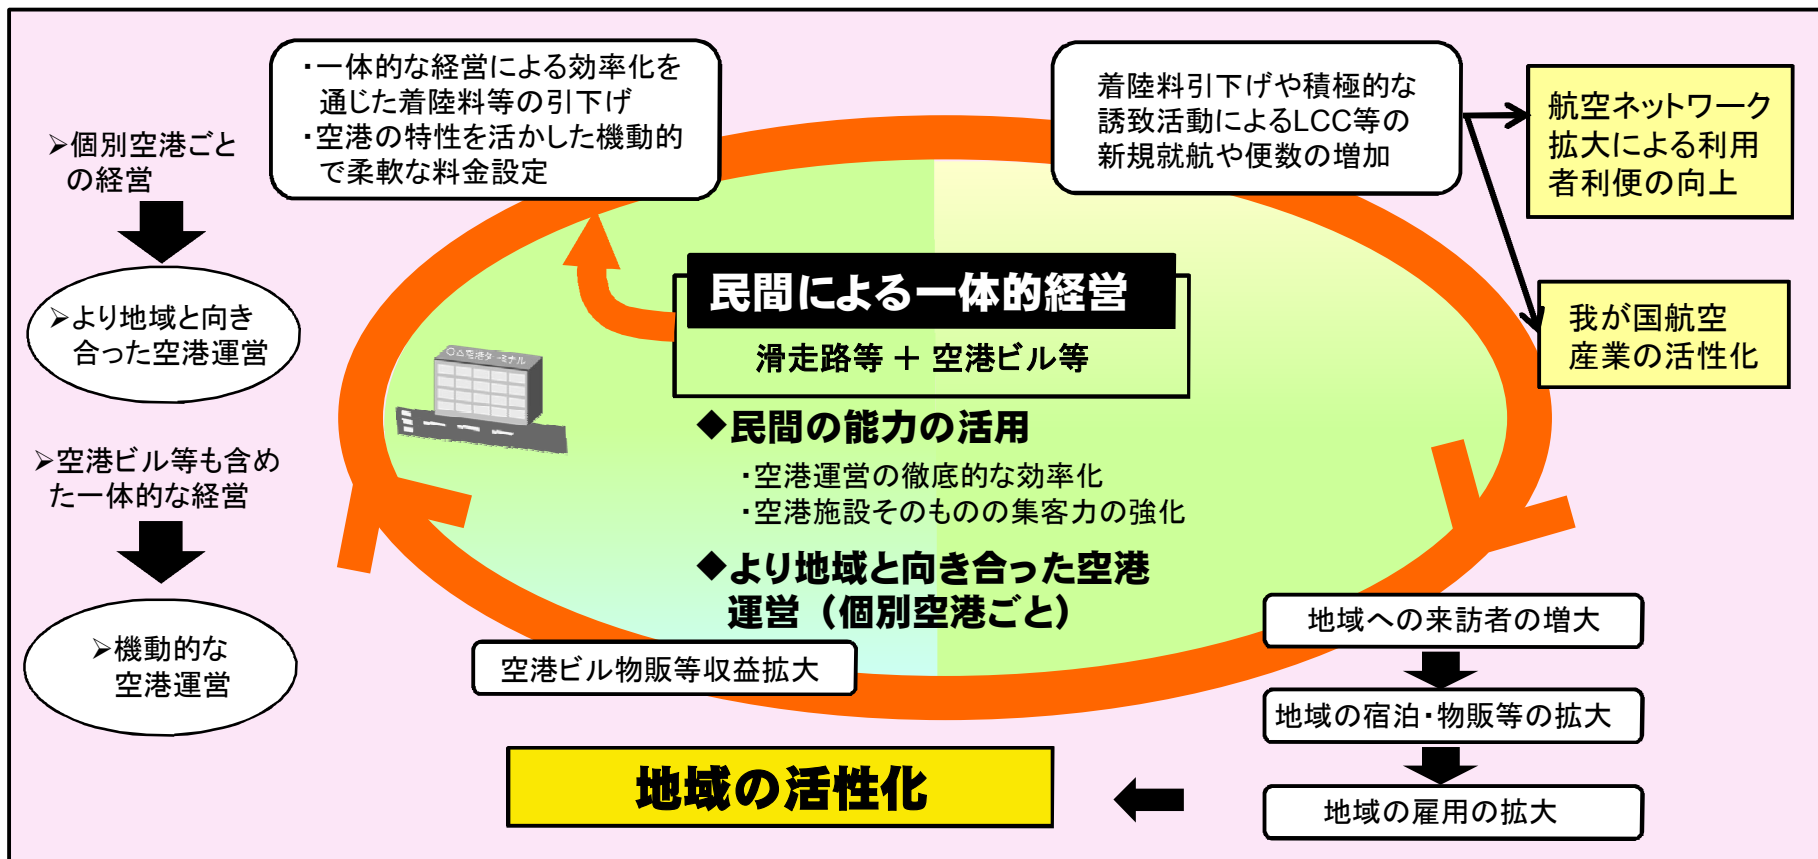 ➢個別空港ごと
の経営
➢より地域と向き
合った空港運営
➢空港ビル等も含め
た一体的な経営
➢機動的な
空港運営
・一体的な経営による効率化を
通じた着陸料等の引下げ
・空港の特性を活かした機動的
で柔軟な料金設定
着陸料引下げや積極的な
誘致活動によるLCC等の
新規就航や便数の増加
航空ネットワーク
拡大による利用
者利便の向上
我が国航空
産業の活性化
民間による一体的経営
滑走路等 ＋ 空港ビル等
○△空港ターミナル
◆民間の能力の活用
・空港運営の徹底的な効率化
・空港施設そのものの集客力の強化
◆より地域と向き合った空港
運営（個別空港ごと）
空港ビル物販等収益拡大
地域への来訪者の増大
地域の宿泊・物販等の拡大
地域の雇用の拡大
地域の活性化